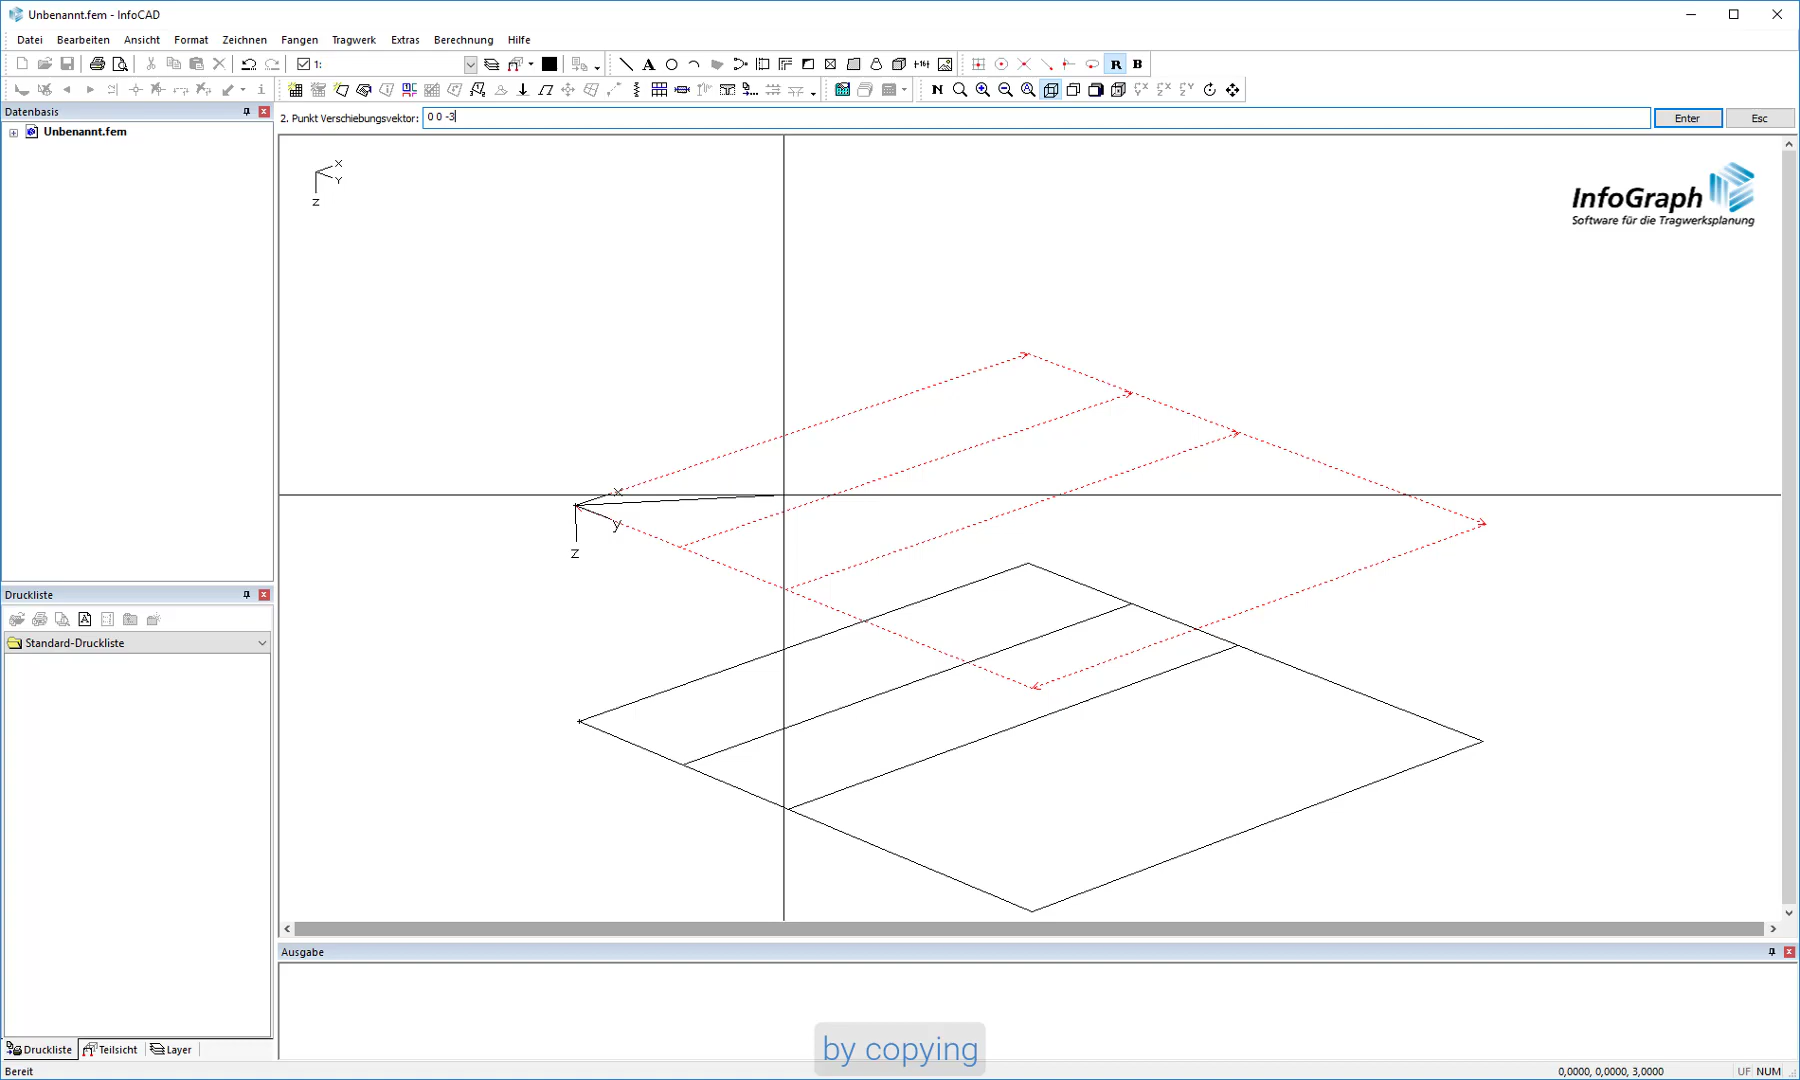 Unbenannt.fem - InfoCAD
Datei Bearbeiten Ansicht Format Zeichnen Fangen Tragwerk Extras Berechnung Hilfe
1:
A
R B
N
Datenbasis
2. Punkt Verschiebungsvektor: 0 0 -3
Enter Esc
Unbenannt.fem
X
Y
Z
InfoGraph
Software für die Tragwerksplanung
X
y
Z
Druckliste
A
Standard-Druckliste
Ausgabe
by copying
Druckliste Teilsicht Layer
Bereit
0,0000, 0,0000, 3,0000 UF NUM